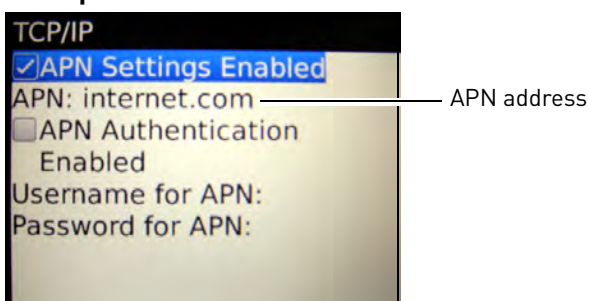 TCP/IP
APN Settings Enabled
APN: internet.com
APN address
APN Authentication
Enabled
Username for APN:
Password for APN: